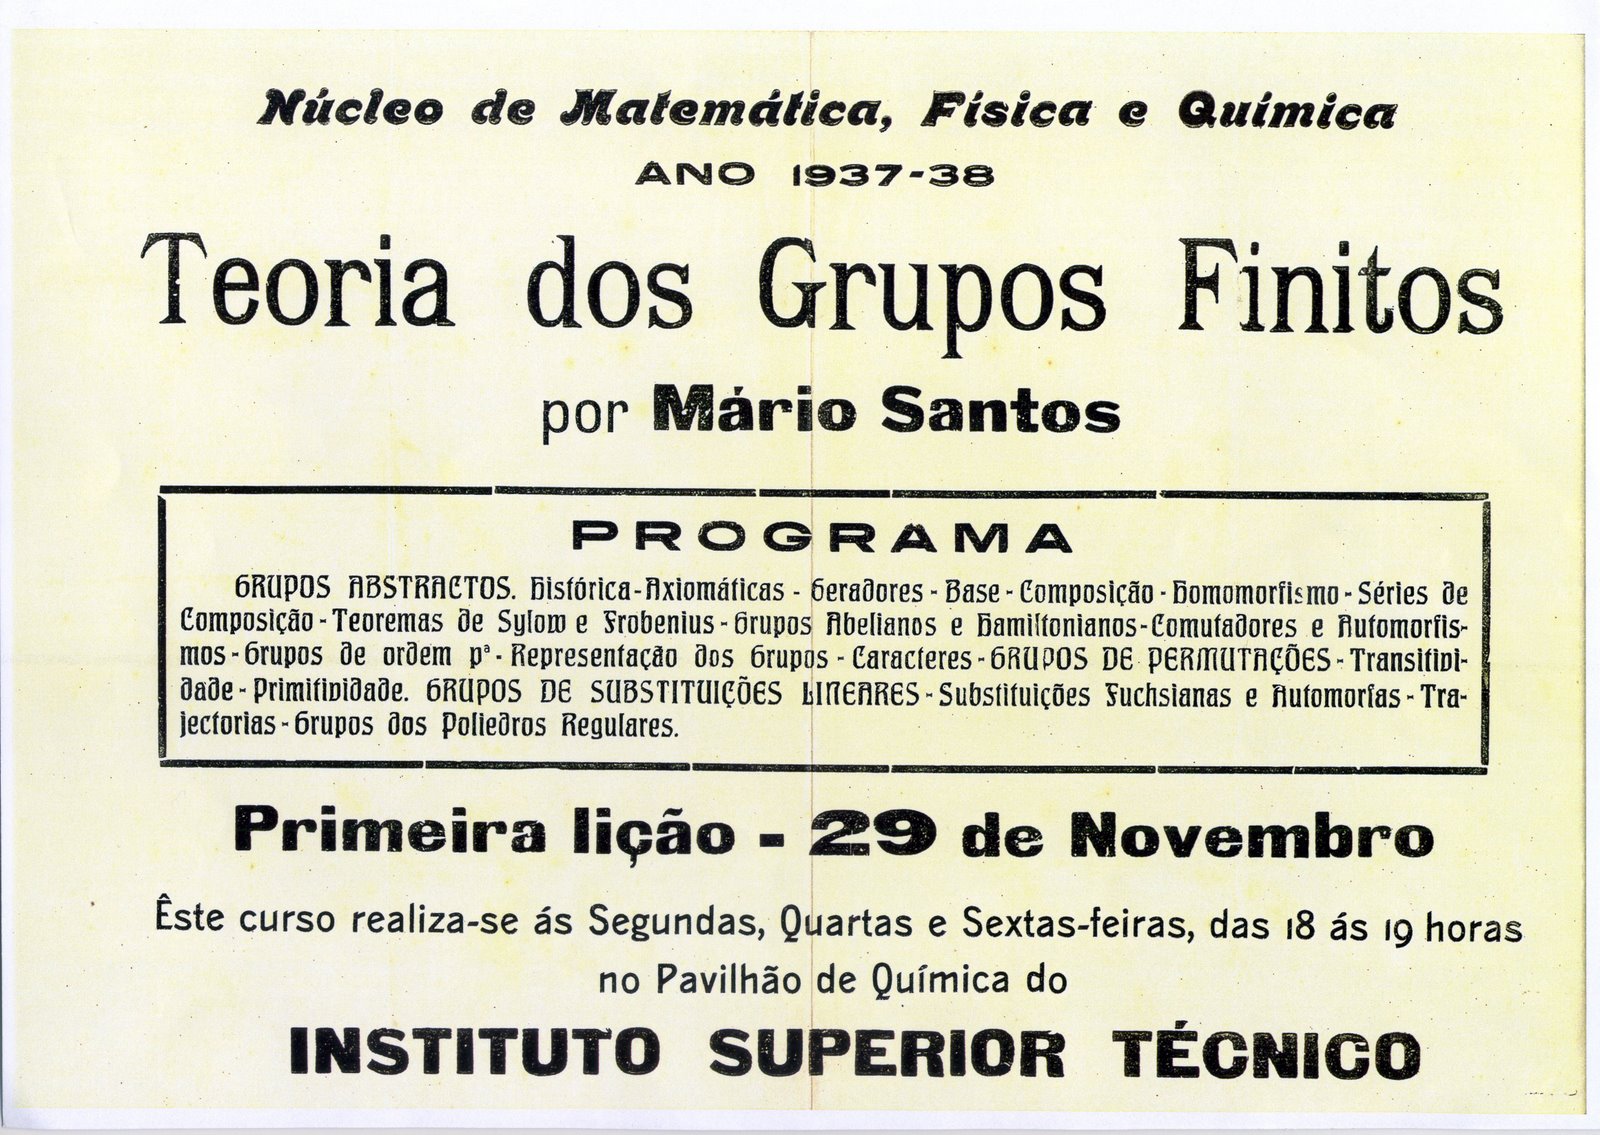 Núcleo de Matemática, Física e Química
ANO 1937-38
Teoria dos Grupos Finitos
por Mário Santos
PROGRAMA
GRUPOS ABSTRACTOS. Histórica-Axiomáticas - Geradores - Base - Composição - Homomorfismo - Séries de
Composição - Teoremas de Sylow e Frobenius - Grupos Abelianos e Hamiltonianos - Comutadores e Automorfis-
mos - Grupos de ordem pª - Representação dos Grupos - Caracteres - GRUPOS DE PERMUTAÇÕES - Transitivi-
dade - Primitividade. GRUPOS DE SUBSTITUIÇÕES LINEARES - Substituições Fuchsianas e Automorfas - Tra-
jectorias - Grupos dos Poliedros Regulares.
Primeira lição - 29 de Novembro
Êste curso realiza-se ás Segundas, Quartas e Sextas-feiras, das 18 ás 19 horas
no Pavilhão de Química do
INSTITUTO SUPERIOR TÉCNICO